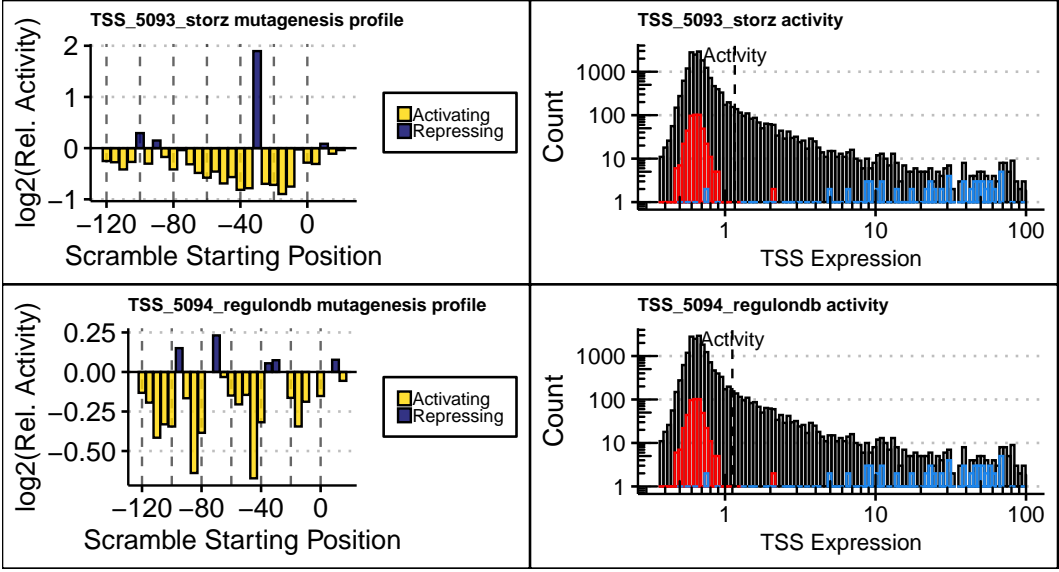 TSS_5093_storz mutagenesis profile
log2(Rel. Activity)
2
1
0
−1
−120 −80 −40 0
Scramble Starting Position
Activating
Repressing
TSS_5093_storz activity
Activity
Count
1000
100
10
1
1 10 100
TSS Expression
TSS_5094_regulondb mutagenesis profile
log2(Rel. Activity)
0.25
0.00
−0.25
−0.50
−120 −80 −40 0
Scramble Starting Position
Activating
Repressing
TSS_5094_regulondb activity
Activity
Count
1000
100
10
1
1 10 100
TSS Expression